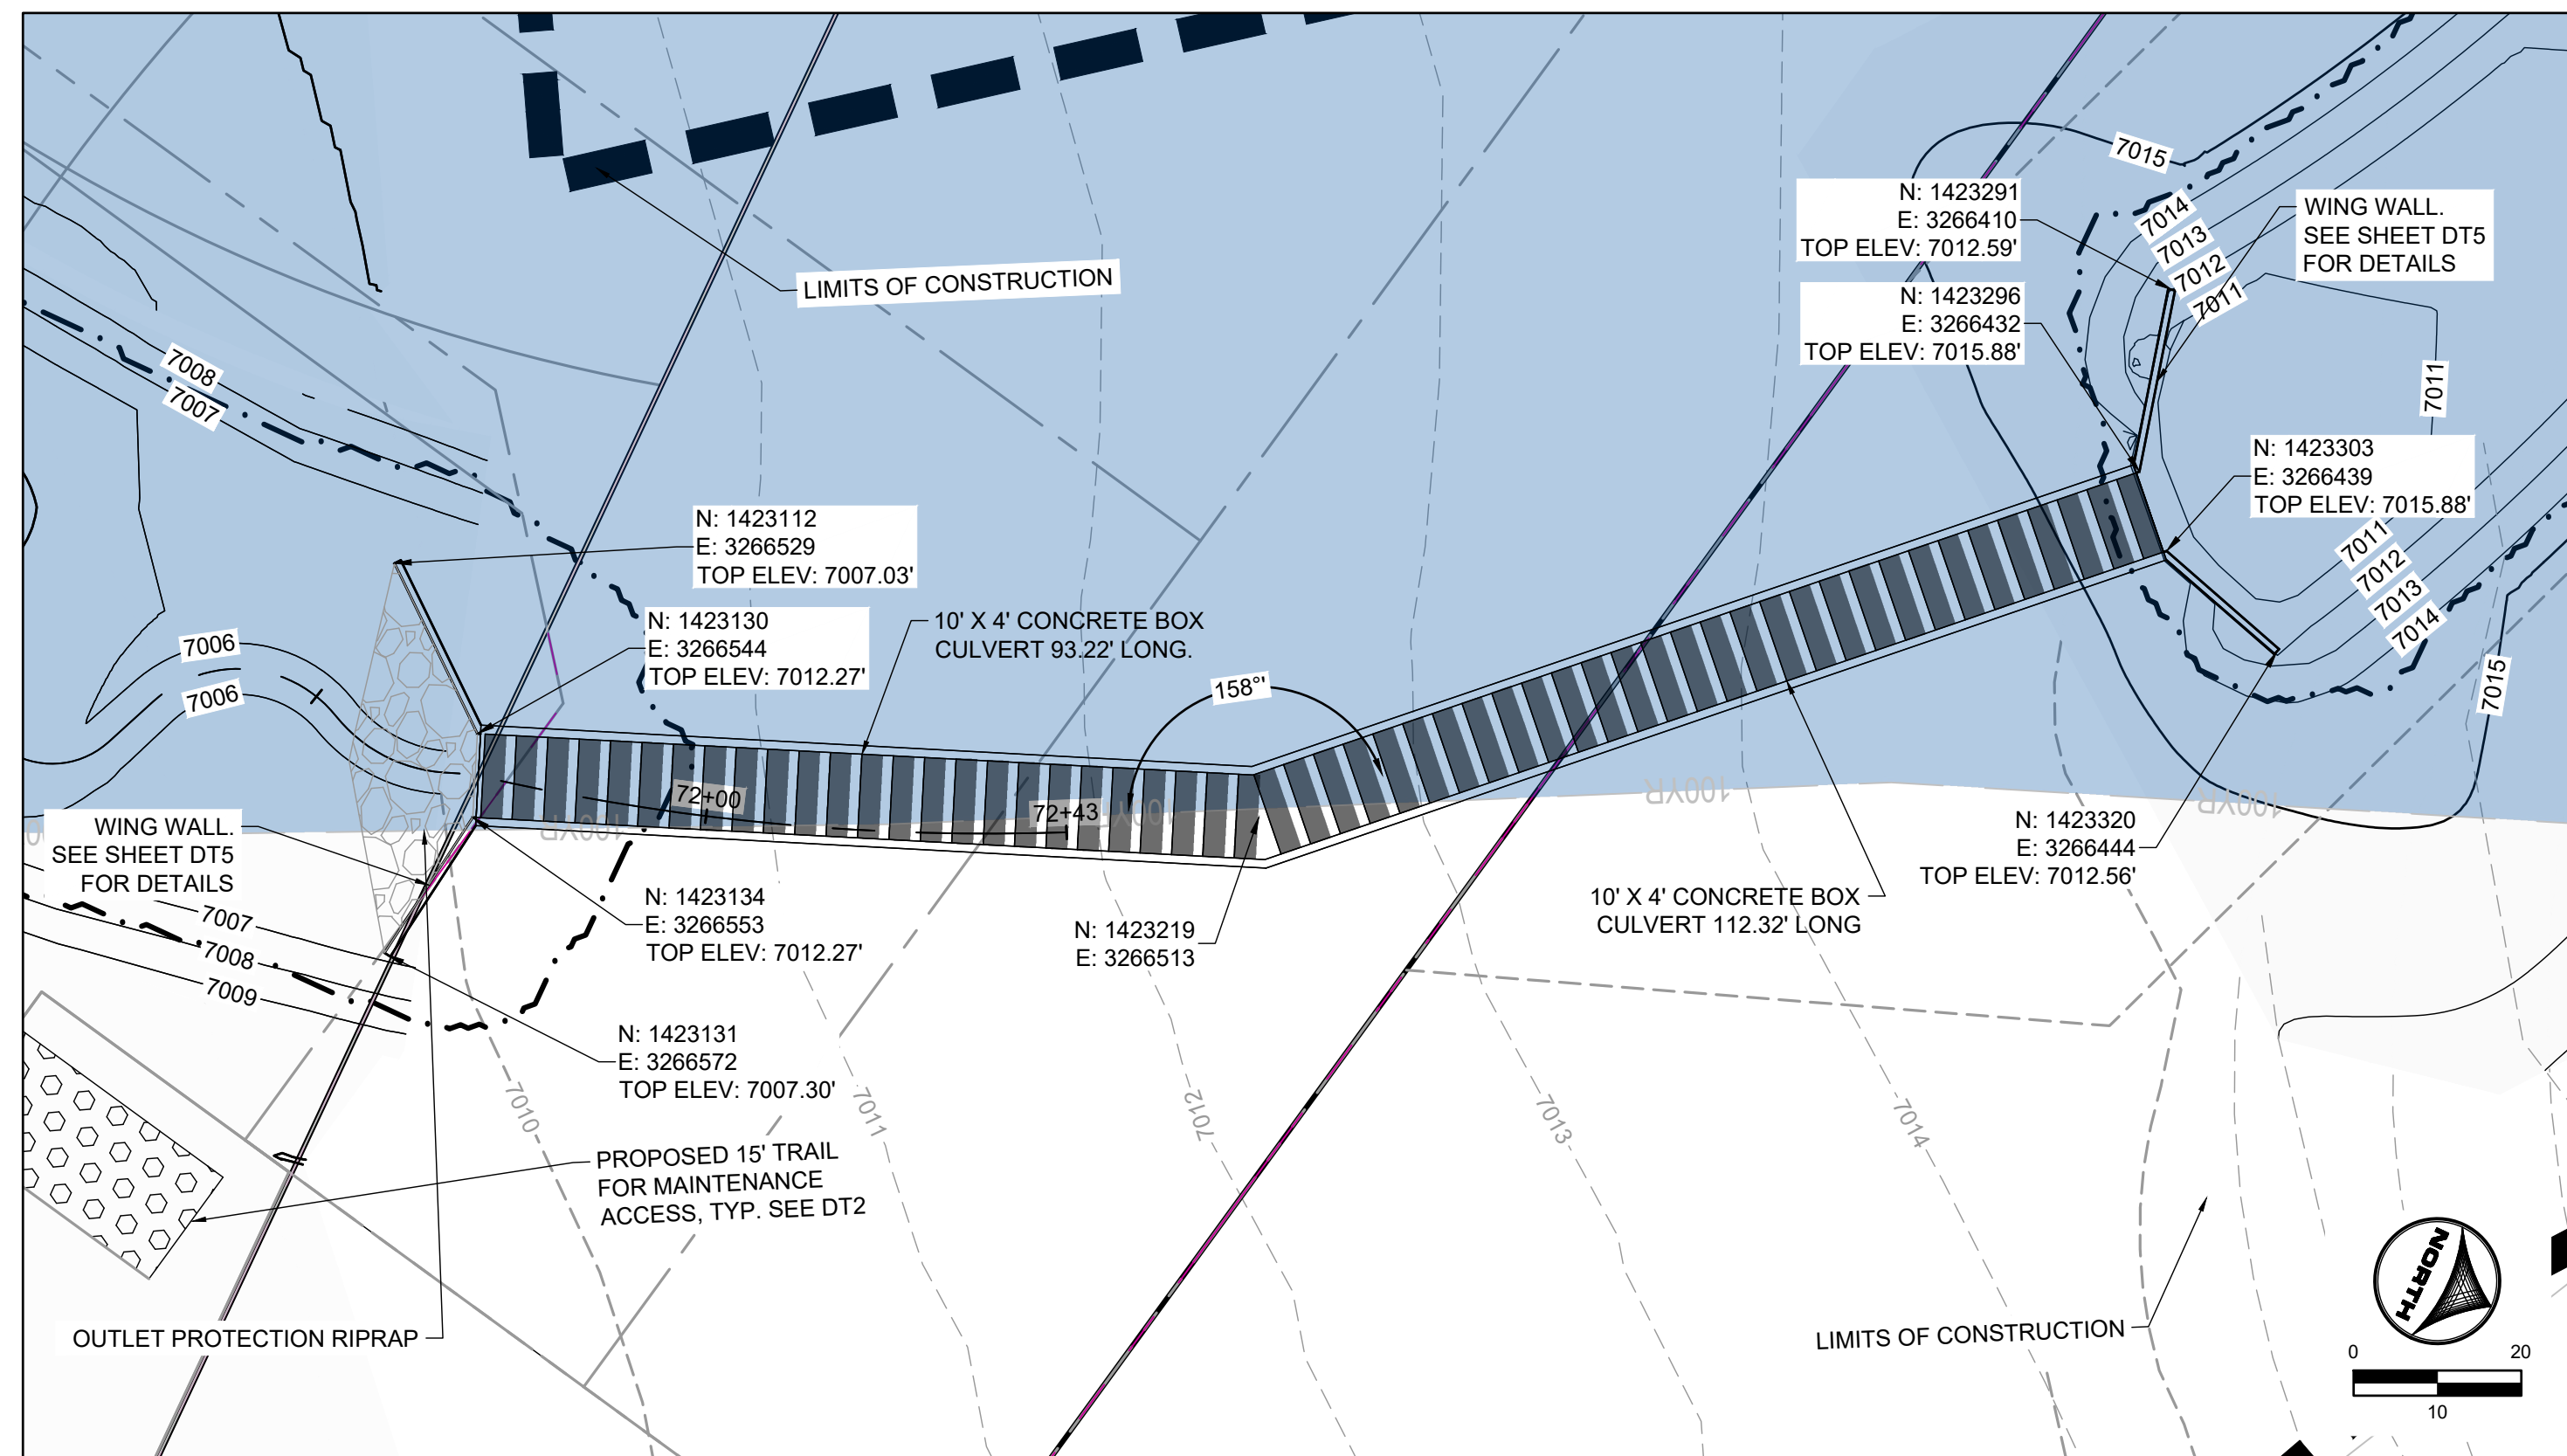 7015
N: 1423291
E: 3266410
TOP ELEV: 7012.59'
WING WALL.
SEE SHEET DT5
FOR DETAILS
7014
7013
7012
7011
LIMITS OF CONSTRUCTION
N: 1423296
E: 3266432
TOP ELEV: 7015.88'
7008
7007
7011
N: 1423303
E: 3266439
TOP ELEV: 7015.88'
N: 1423112
E: 3266529
TOP ELEV: 7007.03'
7011
7012
7013
7014
N: 1423130
E: 3266544
TOP ELEV: 7012.27'
10' X 4' CONCRETE BOX
CULVERT 93.22' LONG.
7006
7006
158°'
7015
72+00
72+43
100YR
100YR
100YR
100YR
WING WALL.
SEE SHEET DT5
FOR DETAILS
N: 1423320
E: 3266444
TOP ELEV: 7012.56'
N: 1423134
E: 3266553
TOP ELEV: 7012.27'
N: 1423219
E: 3266513
10' X 4' CONCRETE BOX
CULVERT 112.32' LONG
7007
7008
7009
N: 1423131
E: 3266572
TOP ELEV: 7007.30'
7010
7011
7012
7013
7014
PROPOSED 15' TRAIL
FOR MAINTENANCE
ACCESS, TYP. SEE DT2
OUTLET PROTECTION RIPRAP
LIMITS OF CONSTRUCTION
NORTH
0 20
10